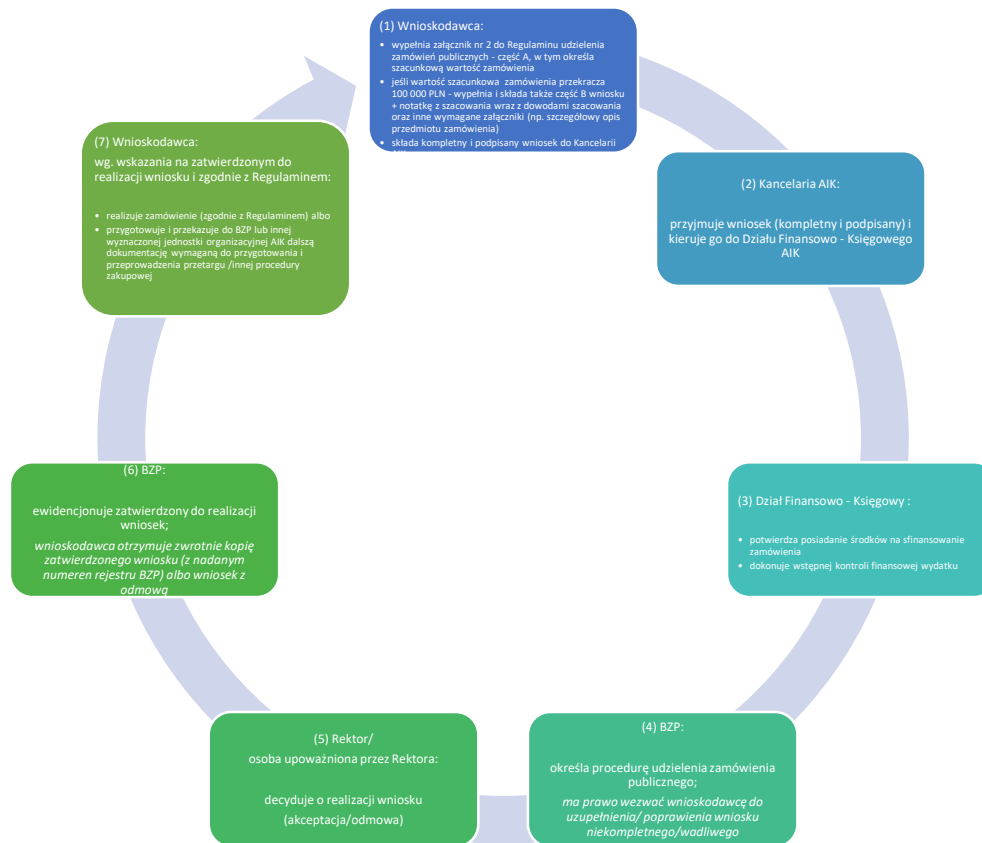 (1) Wnioskodawca:
• wypełnia załącznik nr 2 do Regulaminu udzielenia
zamówień publicznych - część A, w tym określa
szacunkową wartość zamówienia
• jeśli wartość szacunkowa zamówienia przekracza
100 000 PLN - wypełnia i składa także część B wniosku
+ notatkę z szacowania wraz z dowodami szacowania
oraz inne wymagane załączniki (np. szczegółowy opis
przedmiotu zamówienia)
• składa kompletny i podpisany wniosek do Kancelarii
(2) Kancelaria AIK:
przyjmuje wniosek (kompletny i podpisany) i
kieruje go do Działu Finansowo - Księgowego
AIK
(3) Dział Finansowo - Księgowy :
• potwierdza posiadanie środków na sfinansowanie
zamówienia
• dokonuje wstępnej kontroli finansowej wydatku
(4) BZP:
określa procedurę udzielenia zamówienia
publicznego;
ma prawo wezwać wnioskodawcę do
uzupełnienia/ poprawienia wniosku
niekompletnego/wadliwego
(5) Rektor/
osoba upoważniona przez Rektora:
decyduje o realizacji wniosku
(akceptacja/odmowa)
(6) BZP:
ewidencjonuje zatwierdzony do realizacji
wniosek;
wnioskodawca otrzymuje zwrotnie kopię
zatwierdzonego wniosku (z nadanym
numeren rejestru BZP) albo wniosek z
odmową
(7) Wnioskodawca:
wg. wskazania na zatwierdzonym do
realizacji wniosku i zgodnie z Regulaminem:
• realizuje zamówienie (zgodnie z Regulaminem) albo
• przygotowuje i przekazuje do BZP lub innej
wyznaczonej jednostki organizacyjnej AIK dalszą
dokumentację wymaganą do przygotowania i
przeprowadzenia przetargu /innej procedury
zakupowej